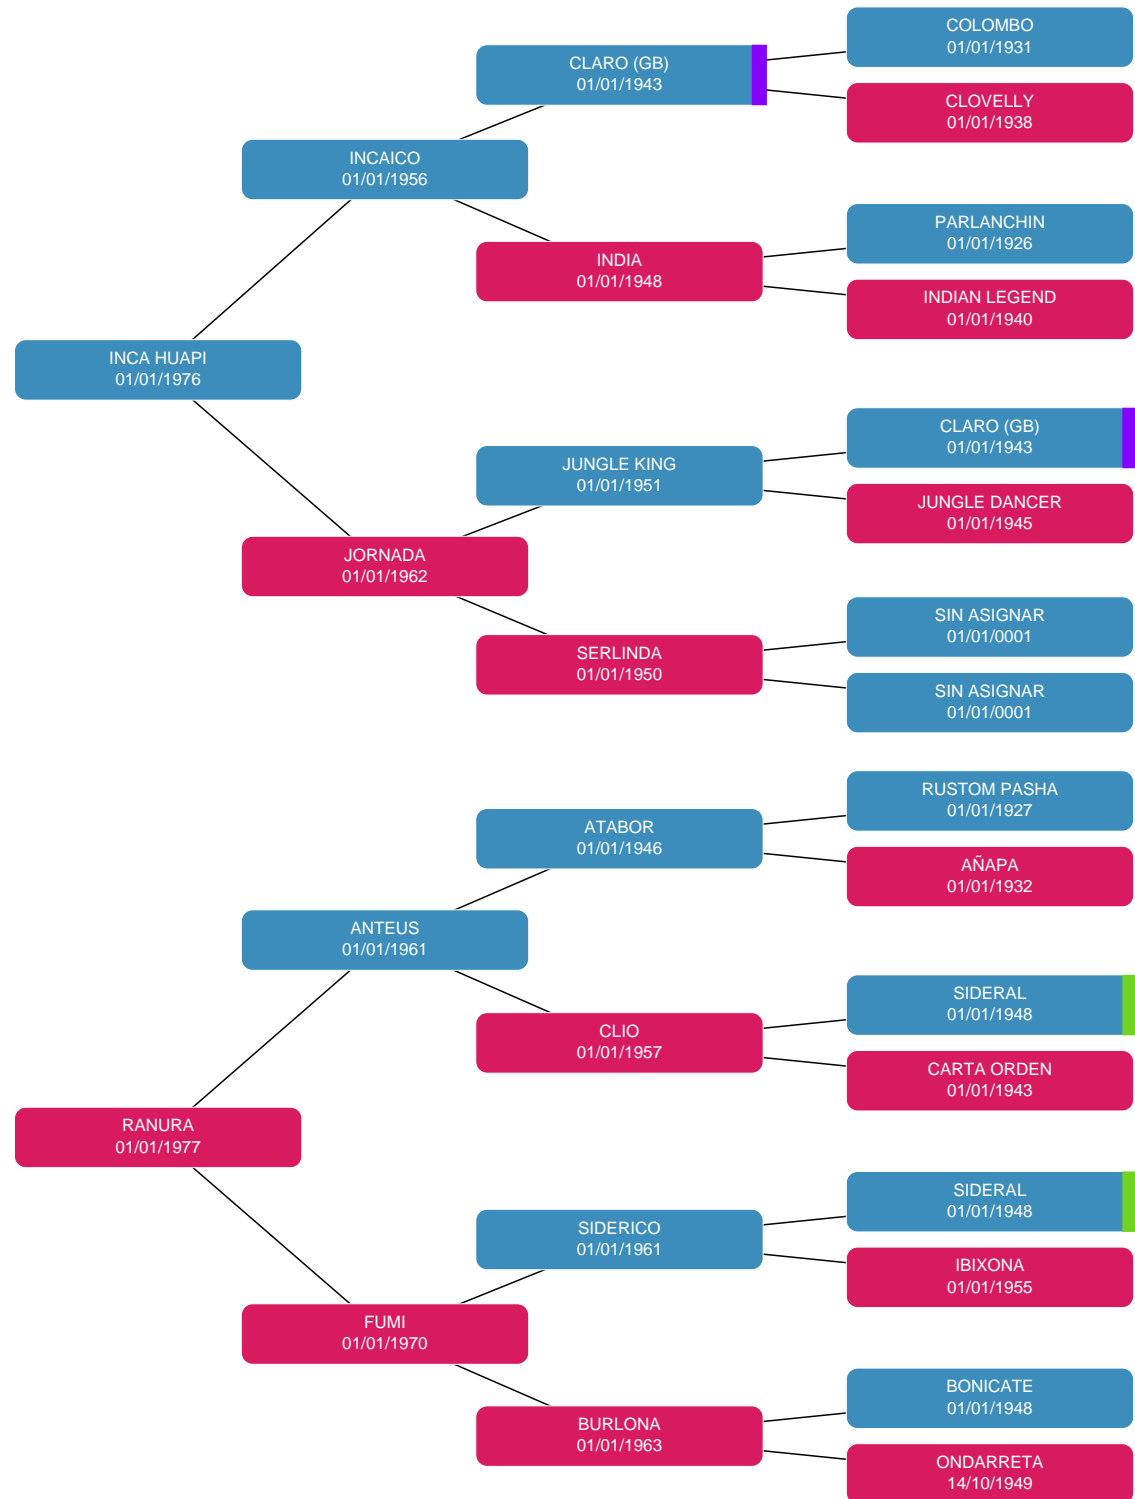 COLOMBO
01/01/1931
CLARO (GB)
01/01/1943
CLOVELLY
01/01/1938
INCAICO
01/01/1956
PARLANCHIN
01/01/1926
INDIA
01/01/1948
INDIAN LEGEND
01/01/1940
INCA HUAPI
01/01/1976
CLARO (GB)
01/01/1943
JUNGLE KING
01/01/1951
JUNGLE DANCER
01/01/1945
JORNADA
01/01/1962
SIN ASIGNAR
01/01/0001
SERLINDA
01/01/1950
SIN ASIGNAR
01/01/0001
RUSTOM PASHA
01/01/1927
ATABOR
01/01/1946
AÑAPA
01/01/1932
ANTEUS
01/01/1961
SIDERAL
01/01/1948
CLIO
01/01/1957
CARTA ORDEN
01/01/1943
RANURA
01/01/1977
SIDERAL
01/01/1948
SIDERICO
01/01/1961
IBIXONA
01/01/1955
FUMI
01/01/1970
BONICATE
01/01/1948
BURLONA
01/01/1963
ONDARRETA
14/10/1949